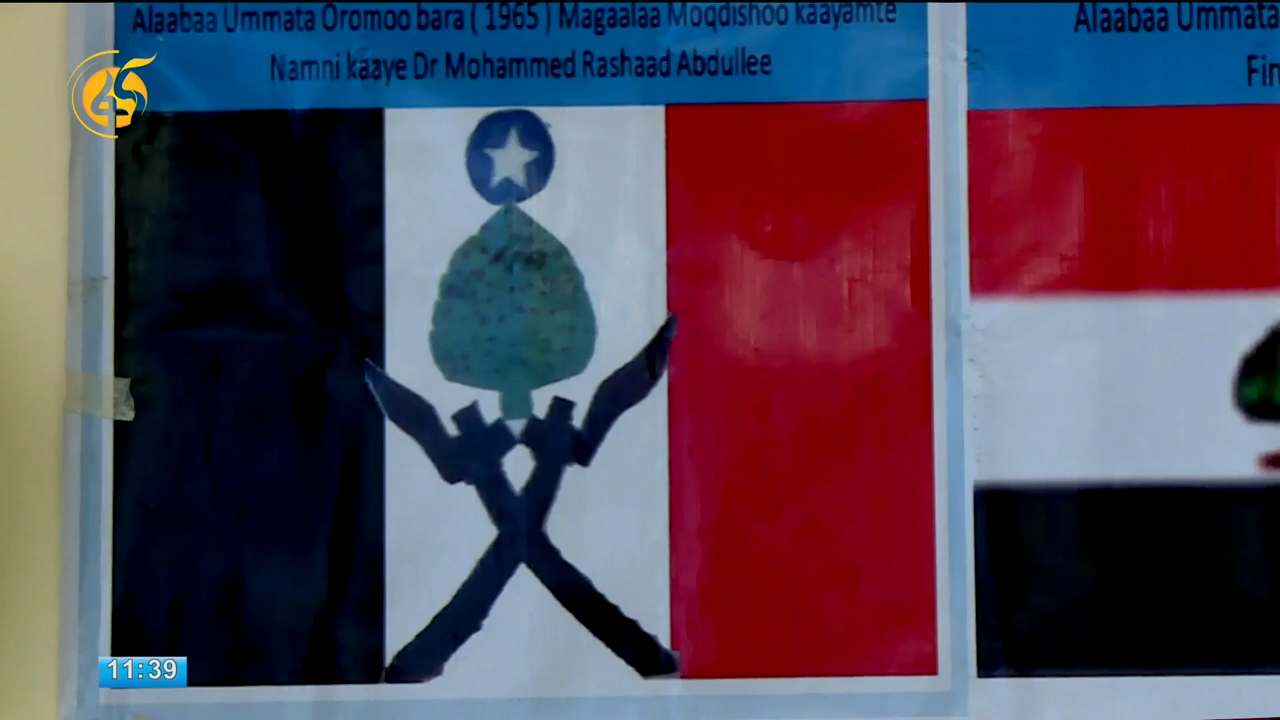 Alaabaa Ummata Oromoo bara ( 1965 ) Magaalaa Moqdishoo kaayamte
Namni kaaye Dr Mohammed Rashaad Abdullee
Alaabaa Ummata
Fin
11:39